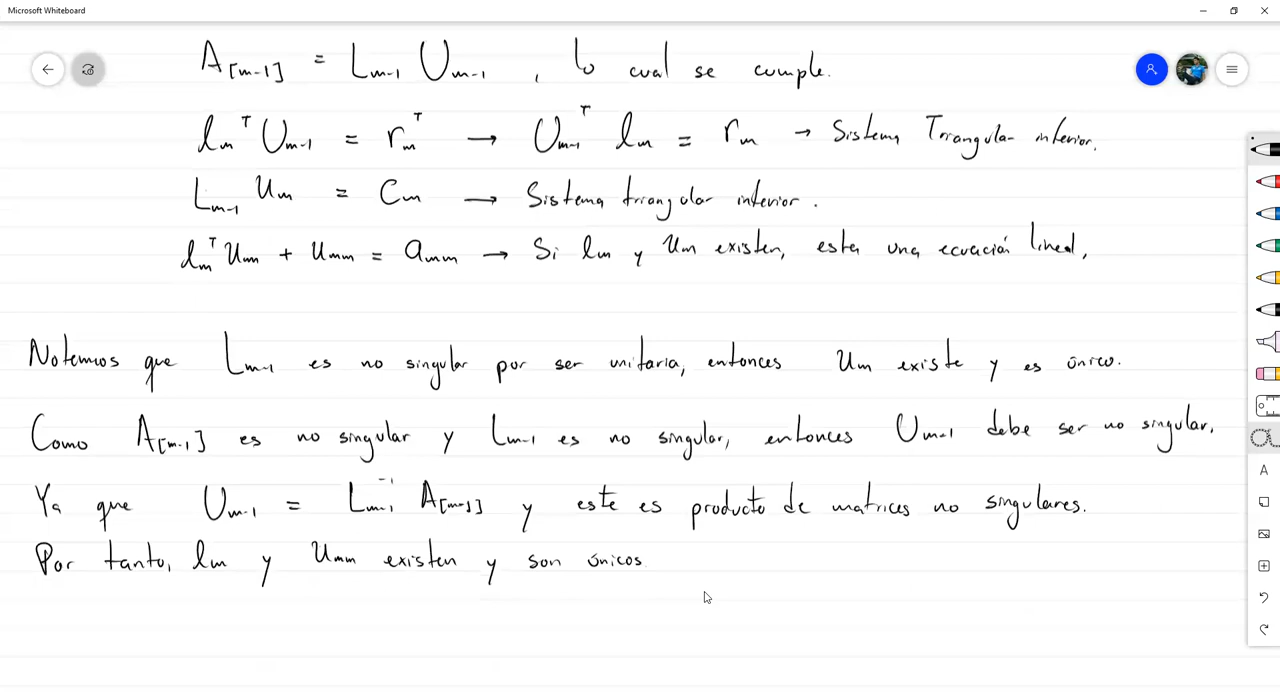 Microsoft Whiteboard
A[m-1] = Lm-1 Um-1 , lo cual se cumple.
lm^T Um-1 = rm^T → Um-1^T lm = rm → Sistema Triangular inferior.
Lm-1 um = Cm → Sistema triangular inferior.
lm^T um + umm = amm → Si lm y um existen, esta una ecuación lineal,
Notemos que Lm-1 es no singular por ser unitaria, entonces um existe y es único.
Como A[m-1] es no singular y Lm-1 es no singular, entonces Um-1 debe ser no singular.
Ya que Um-1 = Lm-1^-1 A[m-1] y este es producto de matrices no singulares.
Por tanto, lm y umm existen y son únicos.
A